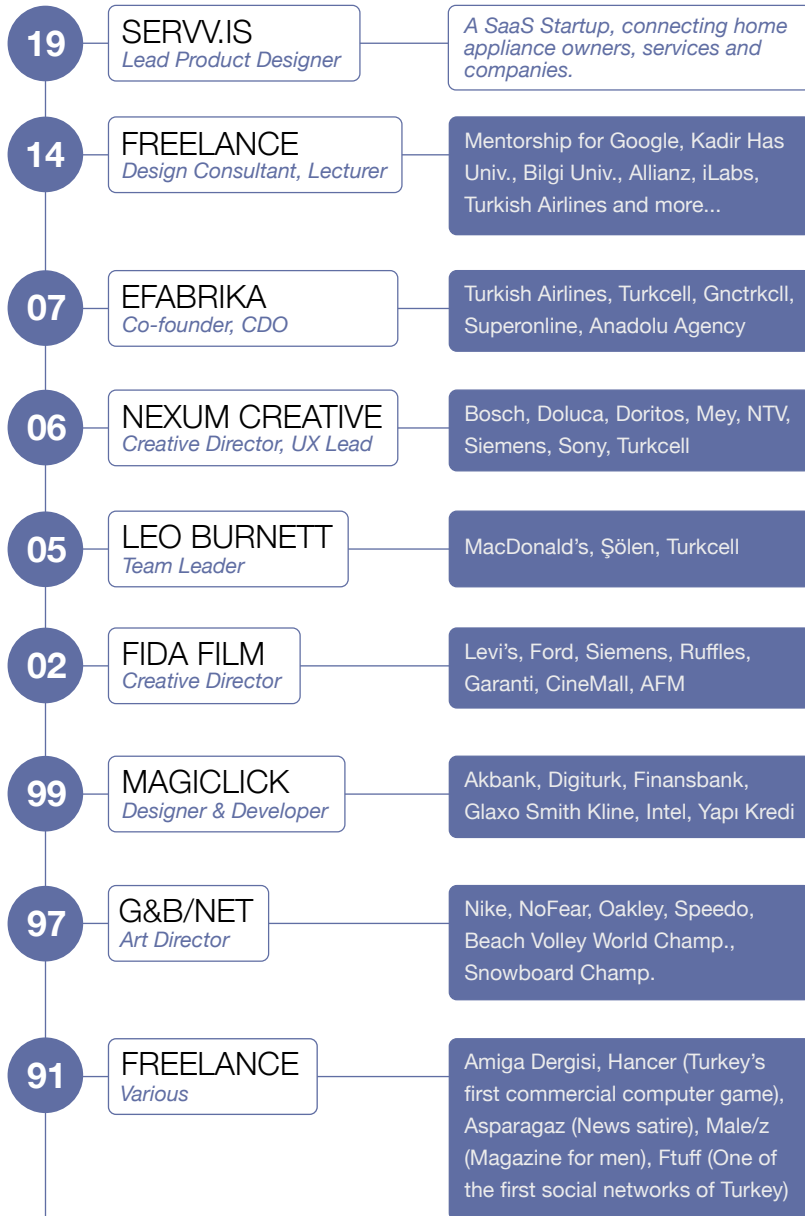 19
SERVV.IS
Lead Product Designer
A SaaS Startup, connecting home
appliance owners, services and
companies.
14
FREELANCE
Design Consultant, Lecturer
Mentorship for Google, Kadir Has
Univ., Bilgi Univ., Allianz, iLabs,
Turkish Airlines and more...
07
EFABRIKA
Co-founder, CDO
Turkish Airlines, Turkcell, Gnctrkcll,
Superonline, Anadolu Agency
06
NEXUM CREATIVE
Creative Director, UX Lead
Bosch, Doluca, Doritos, Mey, NTV,
Siemens, Sony, Turkcell
05
LEO BURNETT
Team Leader
MacDonald’s, Şölen, Turkcell
02
FIDA FILM
Creative Director
Levi’s, Ford, Siemens, Ruffles,
Garanti, CineMall, AFM
99
MAGICLICK
Designer & Developer
Akbank, Digiturk, Finansbank,
Glaxo Smith Kline, Intel, Yapı Kredi
97
G&B/NET
Art Director
Nike, NoFear, Oakley, Speedo,
Beach Volley World Champ.,
Snowboard Champ.
91
FREELANCE
Various
Amiga Dergisi, Hancer (Turkey’s
first commercial computer game),
Asparagaz (News satire), Male/z
(Magazine for men), Ftuff (One of
the first social networks of Turkey)